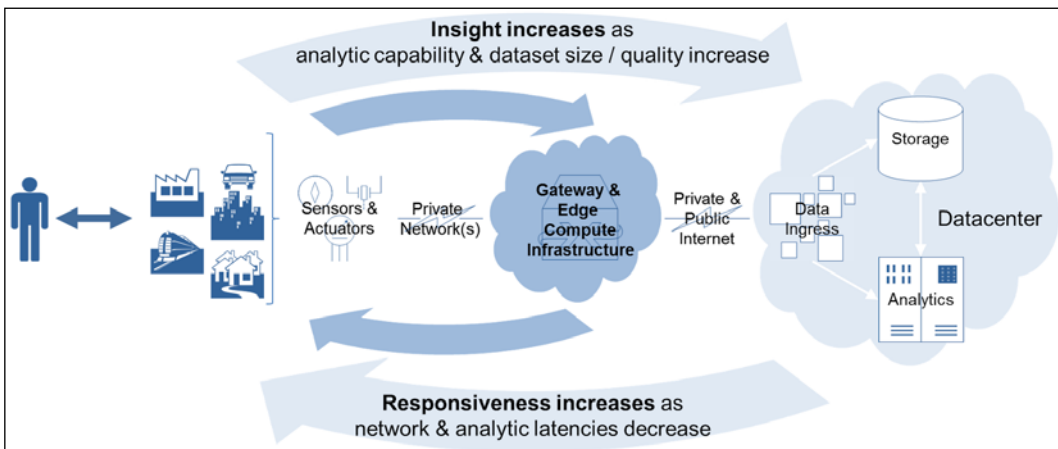 Insight increases as
analytic capability & dataset size / quality increase
Sensors &
Actuators
Private
Network(s)
Gateway &
Edge
Compute
Infrastructure
Private &
Public
Internet
Data
Ingress
Storage
Datacenter
Analytics
Responsiveness increases as
network & analytic latencies decrease